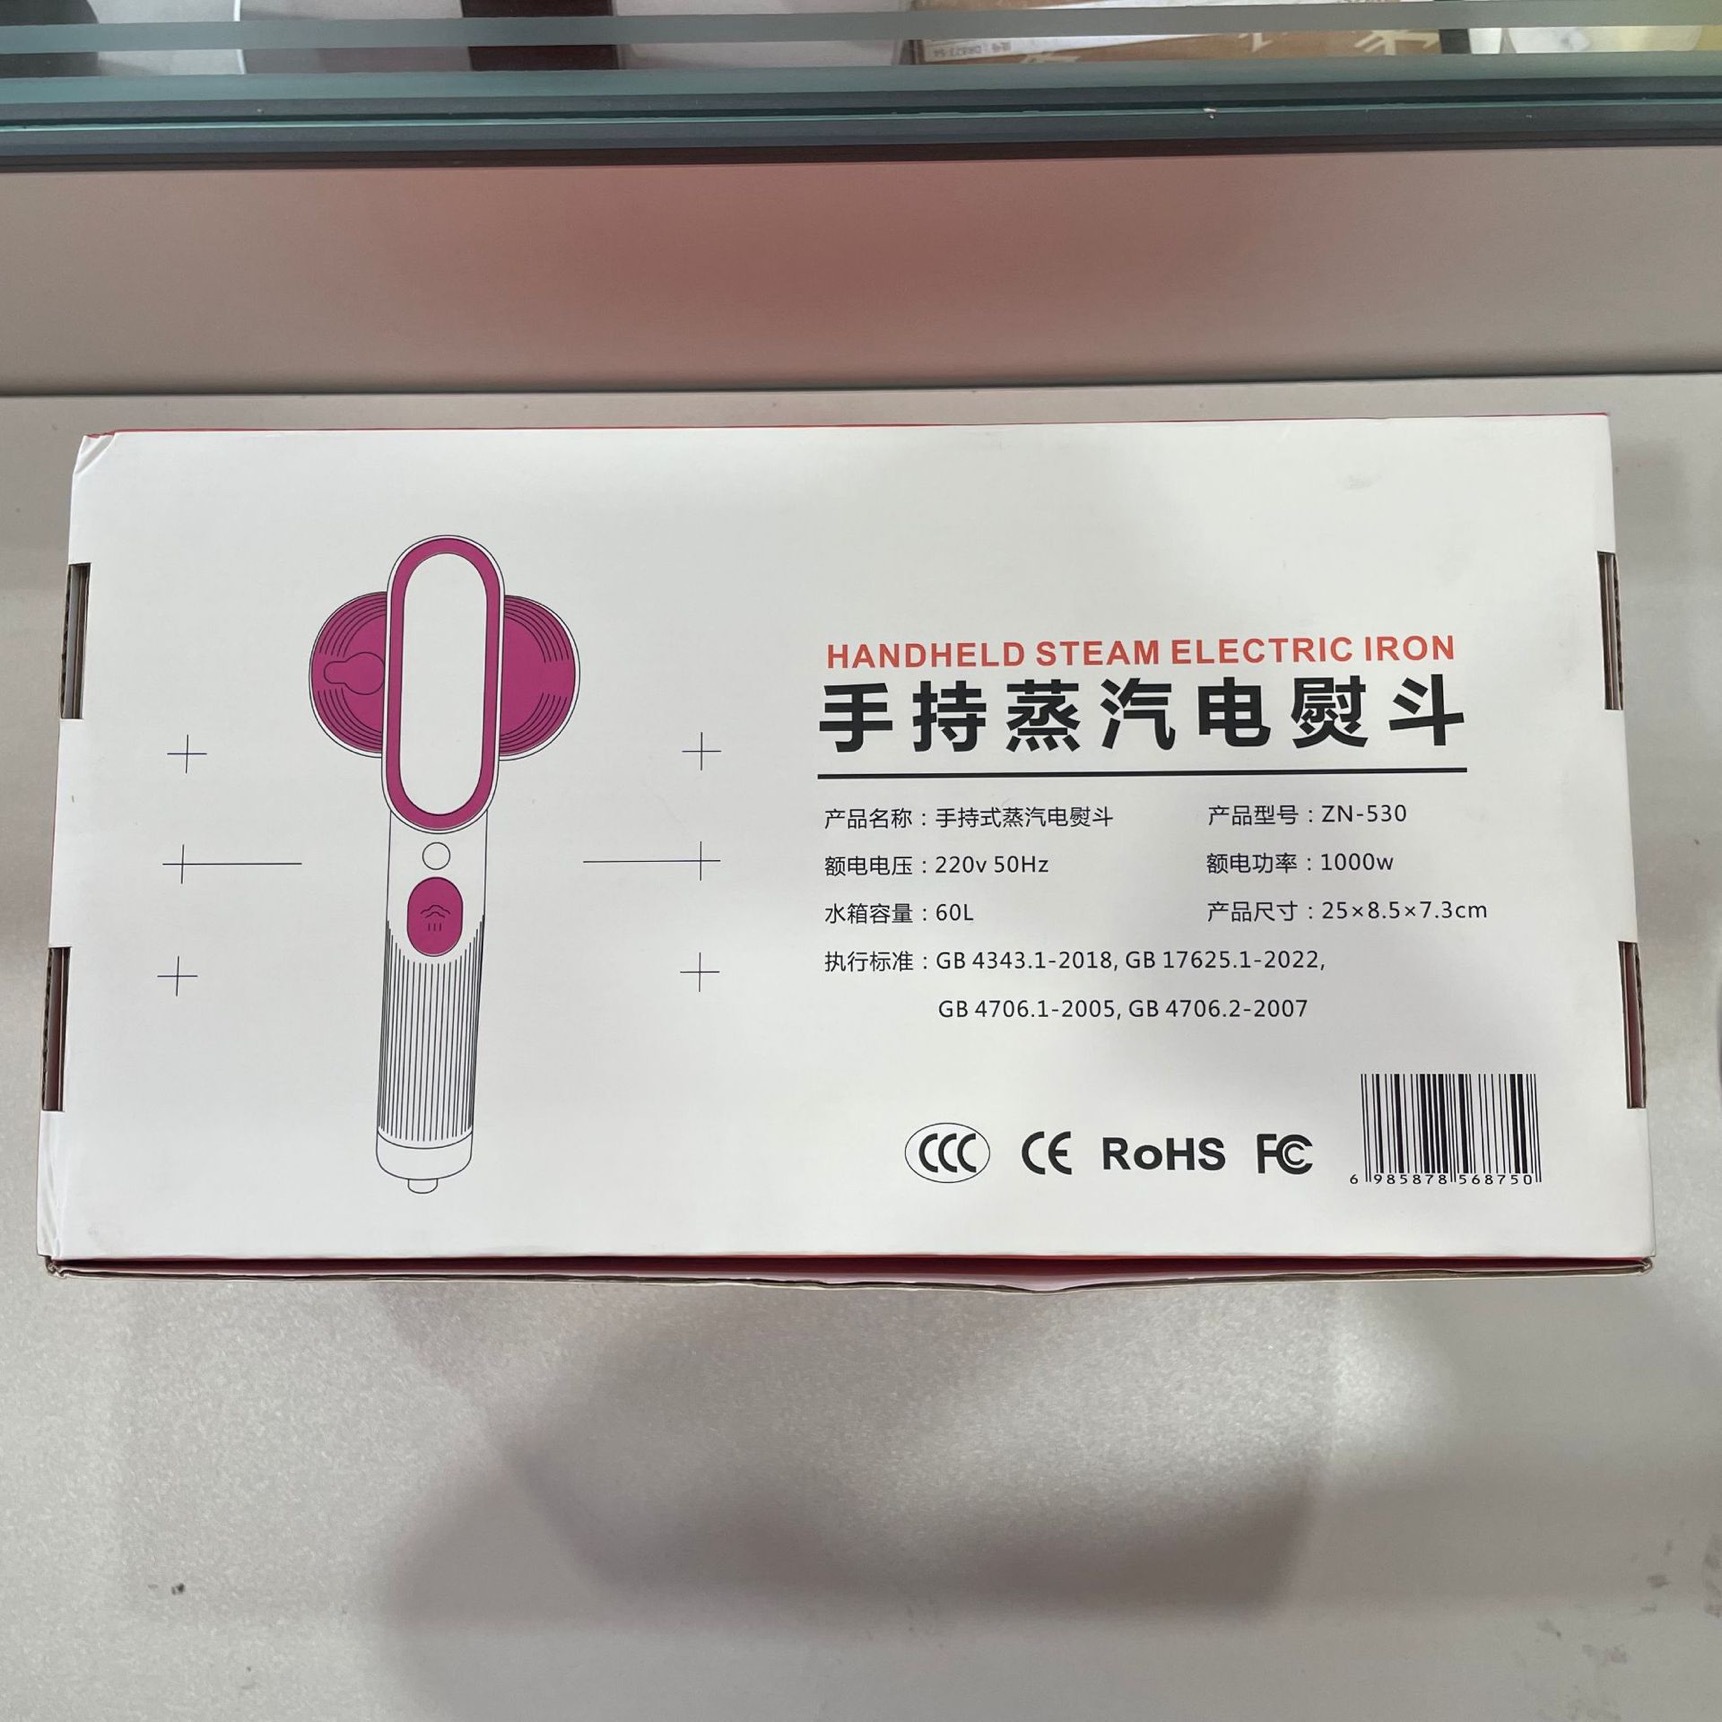 HANDHELD STEAM ELECTRIC IRON
手持蒸汽电熨斗
产品名称：手持式蒸汽电熨斗 产品型号：ZN-530
额电电压：220v 50Hz 额电功率：1000w
水箱容量：60L 产品尺寸：25×8.5×7.3cm
执行标准：GB 4343.1-2018, GB 17625.1-2022,
GB 4706.1-2005, GB 4706.2-2007
CCC CE RoHS FC
6 985878 568750